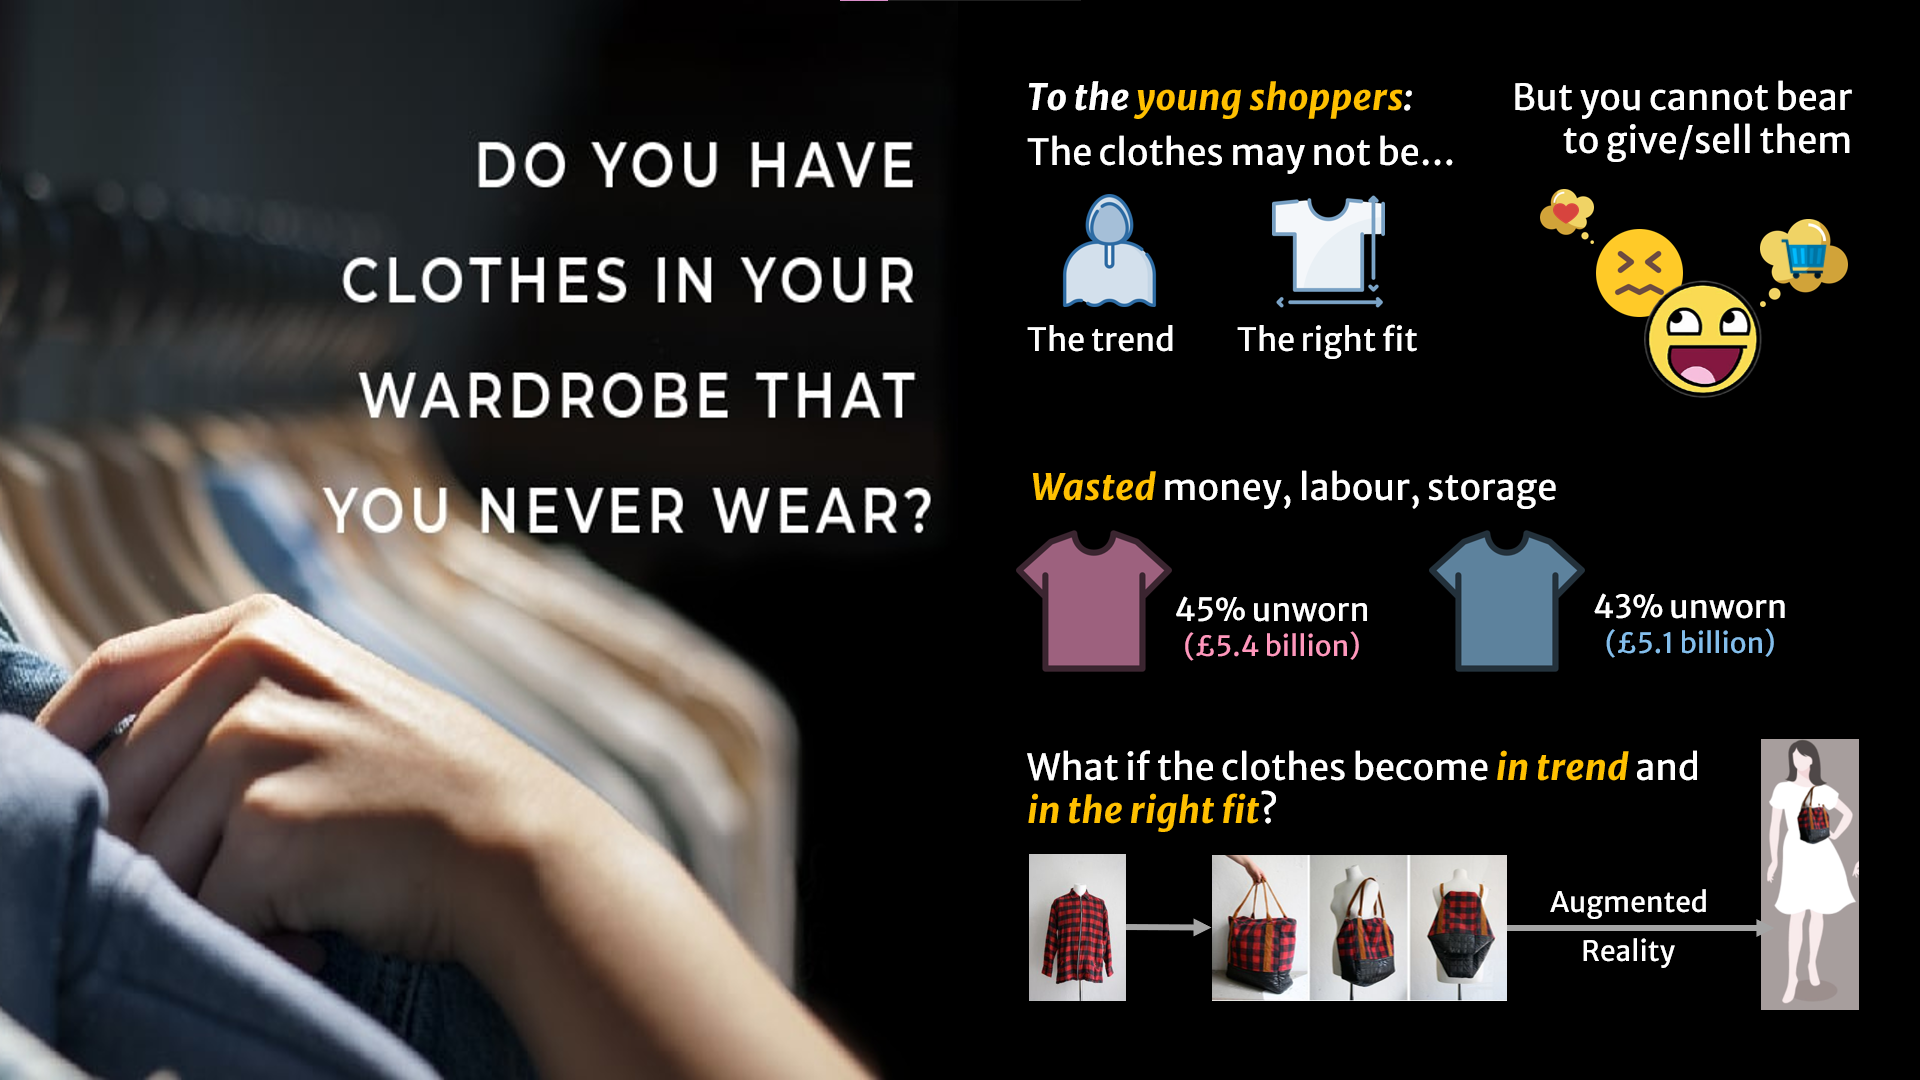 DO YOU HAVE
CLOTHES IN YOUR
WARDROBE THAT
YOU NEVER WEAR?
To the young shoppers:
The clothes may not be...
The trend
The right fit
But you cannot bear
to give/sell them
Wasted money, labour, storage
45% unworn
(£5.4 billion)
43% unworn
(£5.1 billion)
What if the clothes become in trend and
in the right fit?
Augmented
Reality